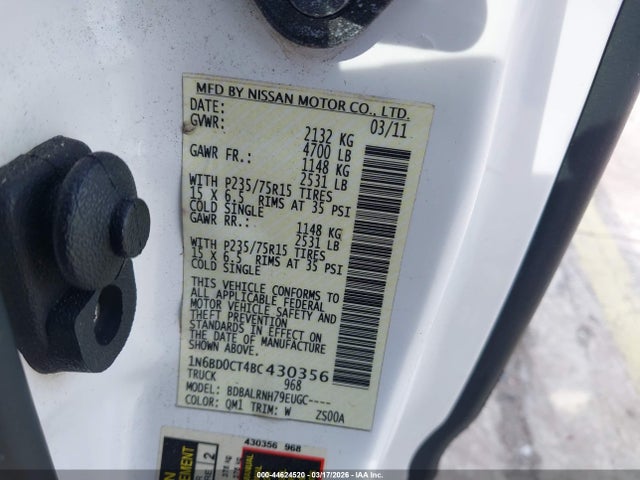 MFD BY NISSAN MOTOR CO., LTD.
DATE: 03/11
GVWR: 2132 KG
4700 LB
GAWR FR.: 1148 KG
2531 LB
WITH P235/75R15 TIRES
15 X 6.5 RIMS AT 35 PSI
COLD SINGLE
GAWR RR.: 1148 KG
2531 LB
WITH P235/75R15 TIRES
15 X 6.5 RIMS AT 35 PSI
COLD SINGLE
THIS VEHICLE CONFORMS TO
ALL APPLICABLE FEDERAL
MOTOR VEHICLE SAFETY AND
THEFT PREVENTION
STANDARDS IN EFFECT ON
THE DATE OF MANUFACTURE
SHOWN ABOVE.
1N6BD0CT4BC430356
TRUCK 968
MODEL: BDBALRNH79EUGC----
COLOR: QM1 TRIM: W ZS00A
430356 968
2
000-44624520 - 03/17/2026 - IAA Inc.